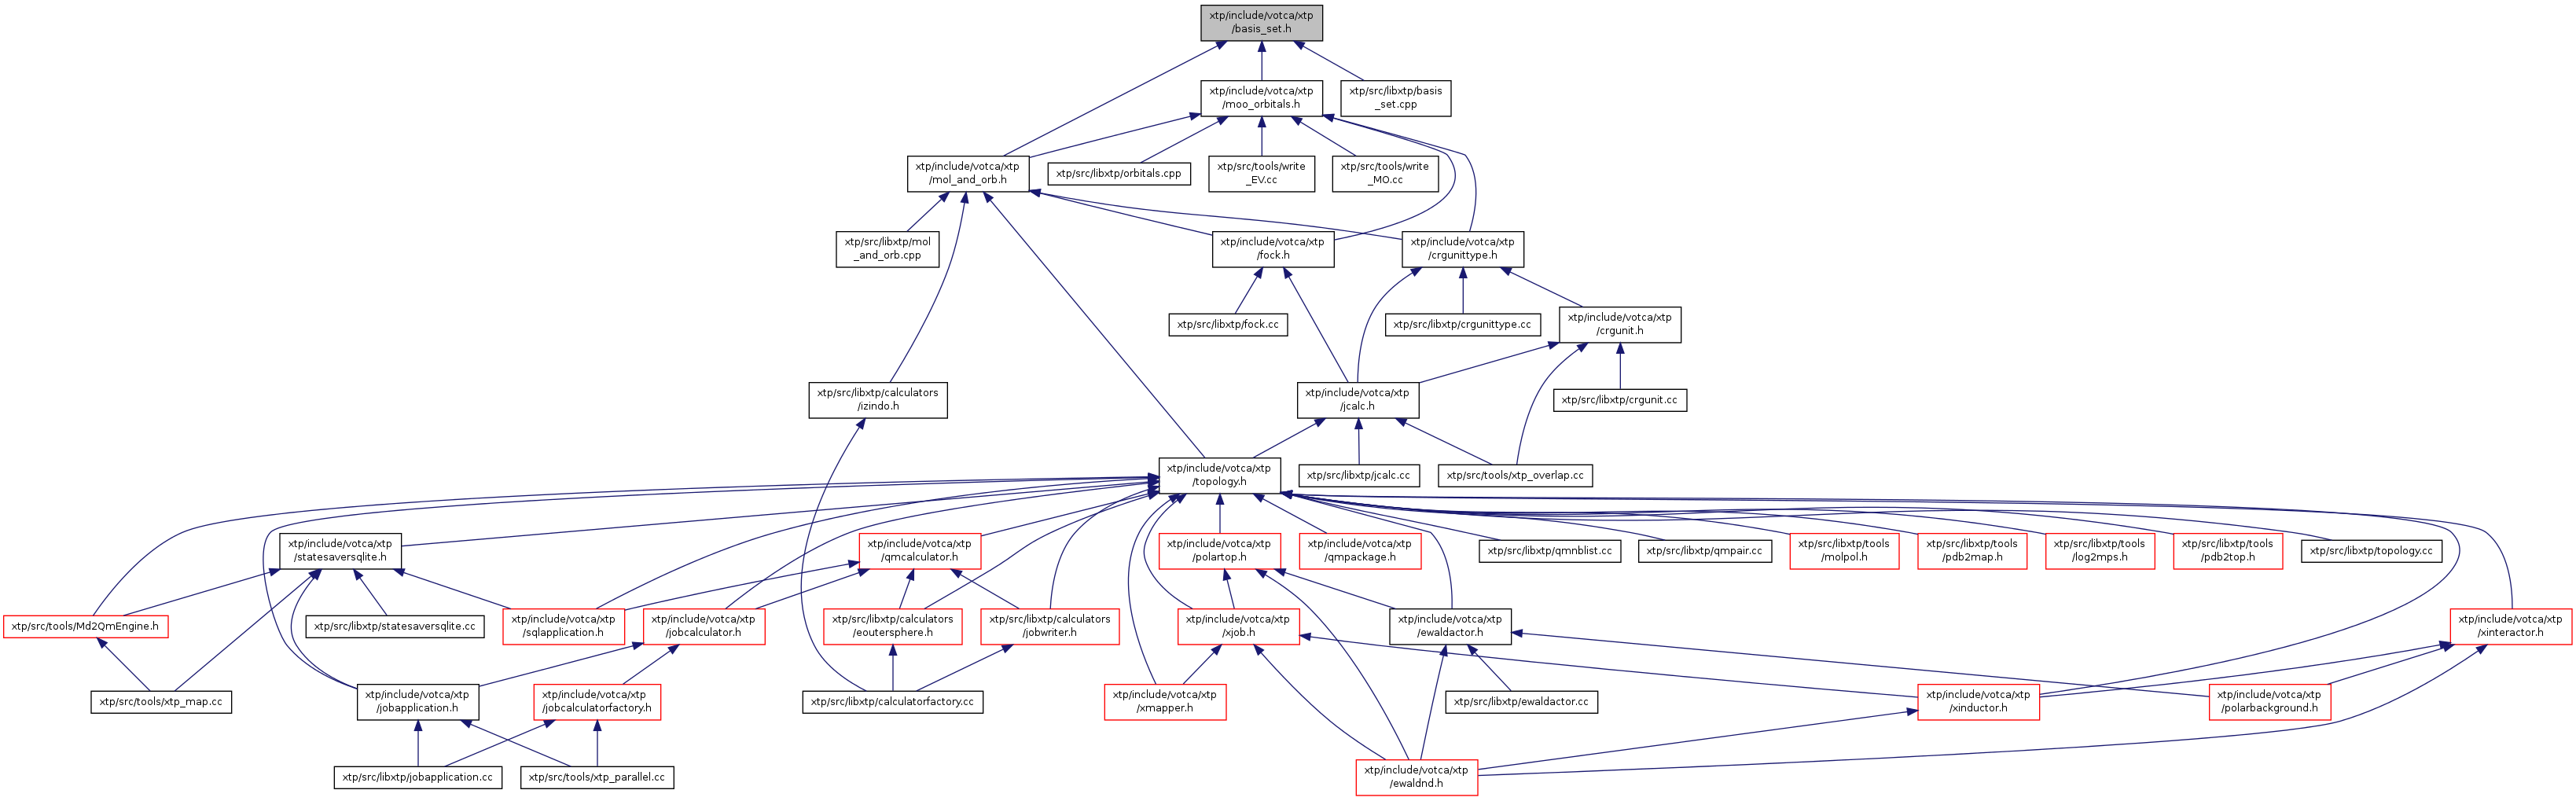 xtp/include/votca/xtp
/basis_set.h
xtp/include/votca/xtp
/moo_orbitals.h
xtp/src/libxtp/basis
_set.cpp
xtp/include/votca/xtp
/mol_and_orb.h
xtp/src/libxtp/orbitals.cpp
xtp/src/tools/write
_EV.cc
xtp/src/tools/write
_MO.cc
xtp/src/libxtp/mol
_and_orb.cpp
xtp/include/votca/xtp
/fock.h
xtp/include/votca/xtp
/crgunittype.h
xtp/src/libxtp/fock.cc
xtp/src/libxtp/crgunittype.cc
xtp/include/votca/xtp
/crgunit.h
xtp/src/libxtp/calculators
/izindo.h
xtp/include/votca/xtp
/jcalc.h
xtp/src/libxtp/crgunit.cc
xtp/include/votca/xtp
/topology.h
xtp/src/libxtp/jcalc.cc
xtp/src/tools/xtp_overlap.cc
xtp/include/votca/xtp
/statesaversqlite.h
xtp/include/votca/xtp
/qmcalculator.h
xtp/include/votca/xtp
/polartop.h
xtp/include/votca/xtp
/qmpackage.h
xtp/src/libxtp/qmnblist.cc
xtp/src/libxtp/qmpair.cc
xtp/src/libxtp/tools
/molpol.h
xtp/src/libxtp/tools
/pdb2map.h
xtp/src/libxtp/tools
/log2mps.h
xtp/src/libxtp/tools
/pdb2top.h
xtp/src/libxtp/topology.cc
xtp/src/tools/Md2QmEngine.h
xtp/src/libxtp/statesaversqlite.cc
xtp/include/votca/xtp
/sqlapplication.h
xtp/include/votca/xtp
/jobcalculator.h
xtp/src/libxtp/calculators
/eoutersphere.h
xtp/src/libxtp/calculators
/jobwriter.h
xtp/include/votca/xtp
/xjob.h
xtp/include/votca/xtp
/ewaldactor.h
xtp/include/votca/xtp
/xinteractor.h
xtp/src/tools/xtp_map.cc
xtp/include/votca/xtp
/jobapplication.h
xtp/include/votca/xtp
/jobcalculatorfactory.h
xtp/src/libxtp/calculatorfactory.cc
xtp/include/votca/xtp
/xmapper.h
xtp/src/libxtp/ewaldactor.cc
xtp/include/votca/xtp
/xinductor.h
xtp/include/votca/xtp
/polarbackground.h
xtp/src/libxtp/jobapplication.cc
xtp/src/tools/xtp_parallel.cc
xtp/include/votca/xtp
/ewaldnd.h